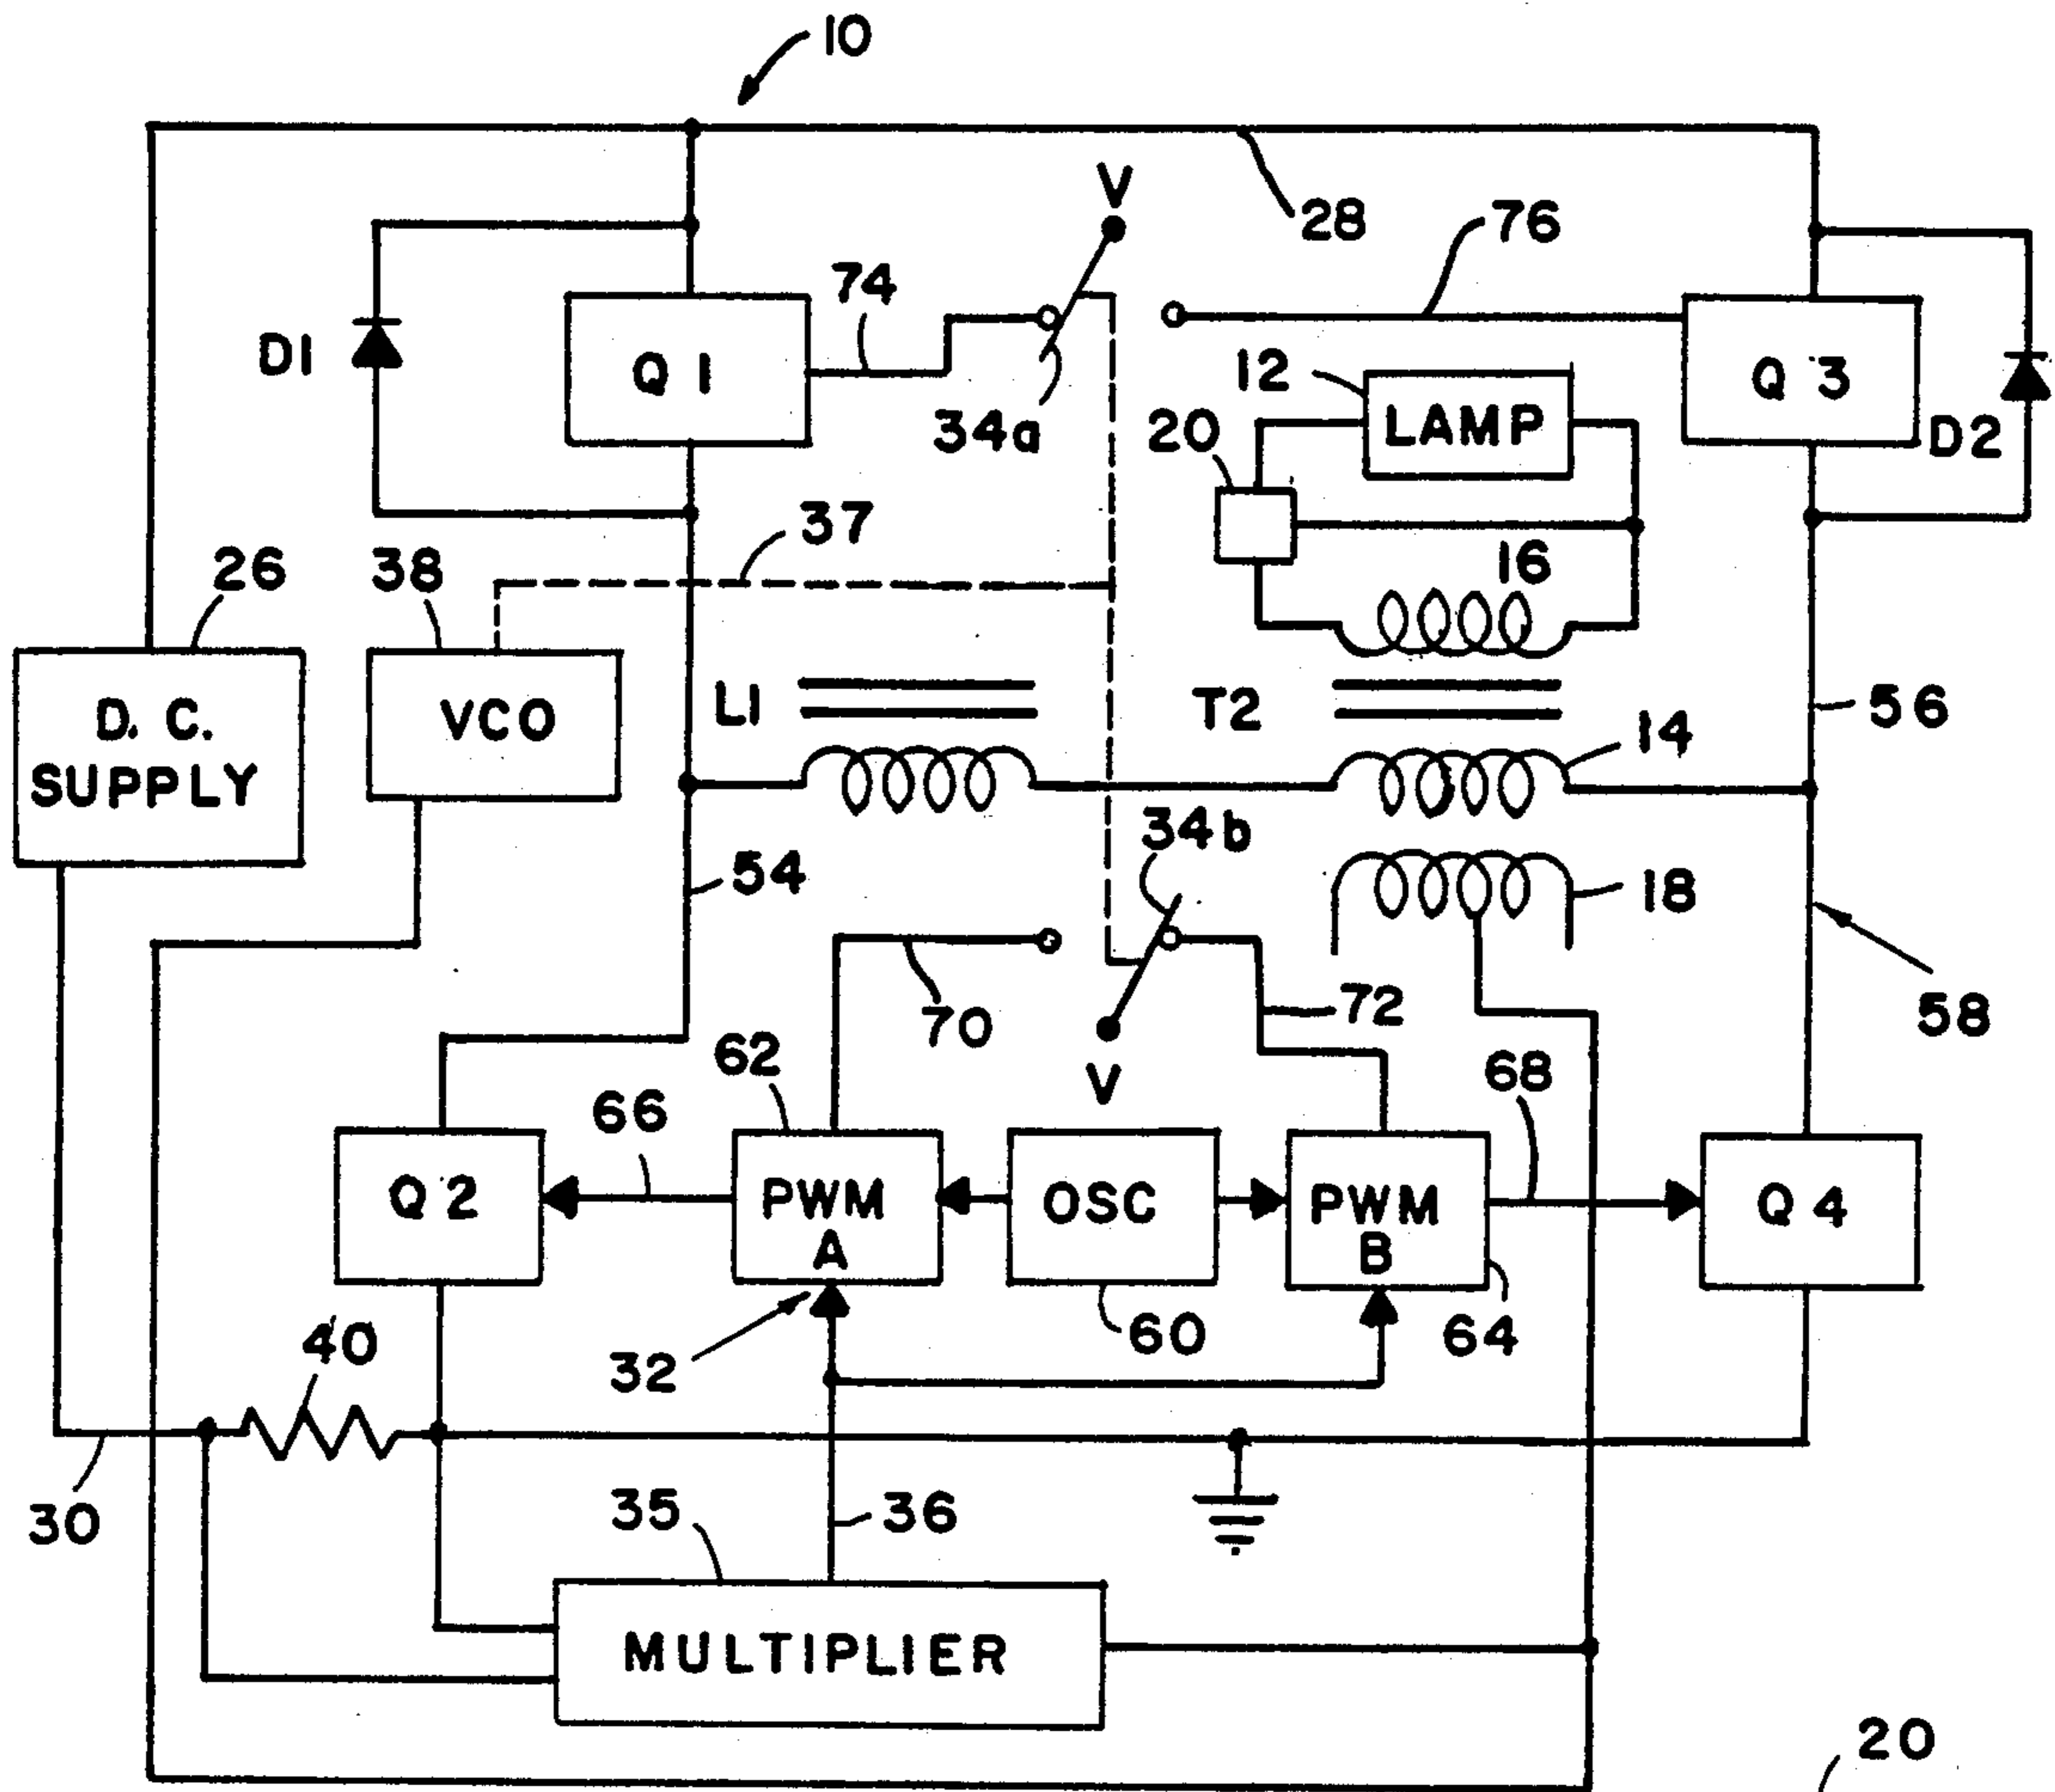 10
V
28
76
74
D1
Q1
34a
12
LAMP
20
Q3
D2
37
16
26
38
D. C.
SUPPLY
VCO
L1
T2
14
56
34b
54
18
70
72
58
62
V
66
68
Q2
PWM
A
OSC
PWM
B
Q4
40
32
60
64
30
35
36
MULTIPLIER
20